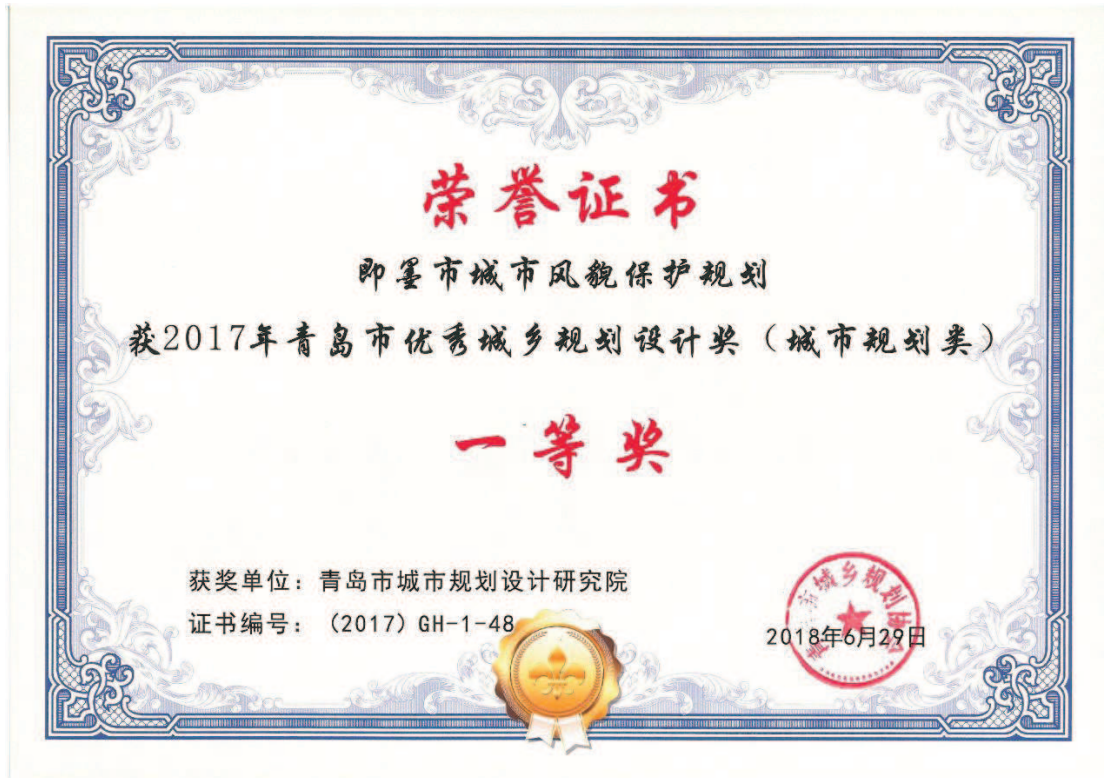 荣誉证书
即墨市城市风貌保护规划
获2017年青岛市优秀城乡规划设计奖（城市规划类）
一等奖
获奖单位：青岛市城市规划设计研究院
证书编号：（2017）GH-1-48
2018年6月29日